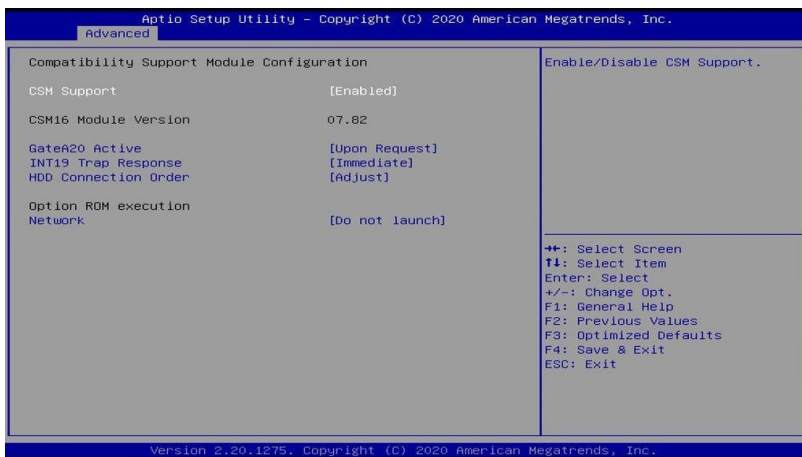 Aptio Setup Utility – Copyright (C) 2020 American Megatrends, Inc.
Advanced
Compatibility Support Module Configuration
CSM Support [Enabled]
CSM16 Module Version 07.82
GateA20 Active [Upon Request]
INT19 Trap Response [Immediate]
HDD Connection Order [Adjust]
Option ROM execution
Network [Do not launch]
Enable/Disable CSM Support.
→←: Select Screen
↑↓: Select Item
Enter: Select
+/-: Change Opt.
F1: General Help
F2: Previous Values
F3: Optimized Defaults
F4: Save & Exit
ESC: Exit
Version 2.20.1275. Copyright (C) 2020 American Megatrends, Inc.